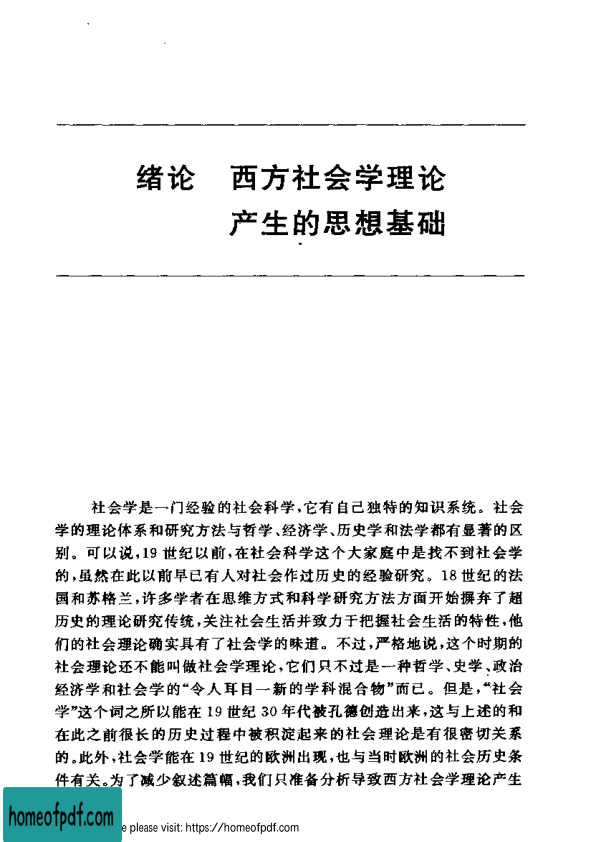 绪论 西方社会学理论
产生的思想基础
社会学是一门经验的社会科学,它有自己独特的知识系统。社会
学的理论体系和研究方法与哲学、经济学、历史学和法学都有显著的区
别。可以说,19 世纪以前,在社会科学这个大家庭中是找不到社会学
的,虽然在此以前早已有人对社会作过历史的经验研究。18 世纪的法
国和苏格兰,许多学者在思维方式和科学研究方法方面开始摒弃了超
历史的理论研究传统,关注社会生活并致力于把握社会生活的特性,他
们的社会理论确实具有了社会学的味道。不过,严格地说,这个时期的
社会理论还不能叫做社会学理论,它们只不过是一种哲学、史学、政治
经济学和社会学的“令人耳目一新的学科混合物”而已。但是,“社会
学”这个词之所以能在 19 世纪 30 年代被孔德创造出来,这与上述的和
在此之前很长的历史过程中被积淀起来的社会理论是有很密切关系
的。此外,社会学能在 19 世纪的欧洲出现,也与当时欧洲的社会历史条
件有关。为了减少叙述篇幅,我们只准备分析导致西方社会学理论产生
homeofpdf.com
please visit: https://homeofpdf.com